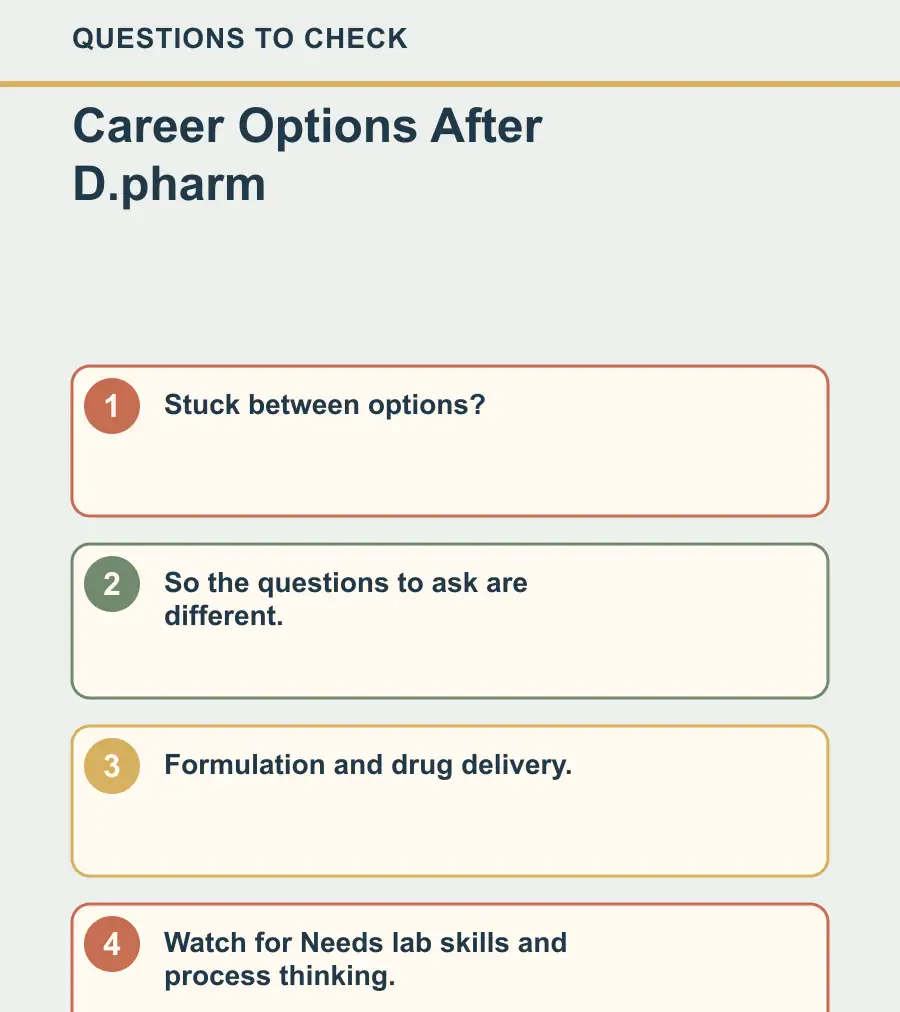 QUESTIONS TO CHECK
Career Options After
D.pharm
1
Stuck between options?
2
So the questions to ask are
different.
3
Formulation and drug delivery.
4
Watch for Needs lab skills and
process thinking.